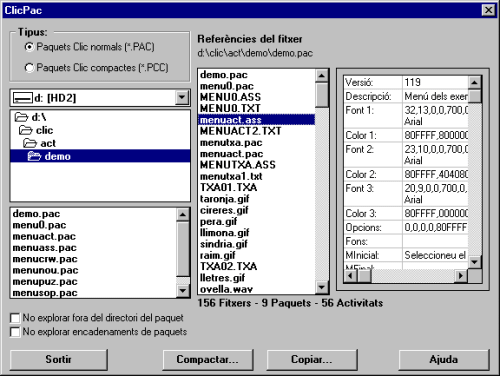 ClicPac
Tipus:
Paquets Clic normals (*.PAC)
Paquets Clic compactes (*.PCC)
d: [HD2]
d:\
clic
act
demo
demo.pac
menu0.pac
menuact.pac
menuass.pac
menucrw.pac
menunou.pac
menupuz.pac
menusop.pac
No explorar fora del directori del paquet
No explorar encadenaments de paquets
Referències del fitxer
d:\clic\act\demo\demo.pac
demo.pac
menu0.pac
MENU0.ASS
MENU0.TXT
menuact.ass
MENUACT2.TXT
menutxa.pac
menuact.pac
MENUTXA.ASS
menutxa1.txt
TXA01.TXA
taronja.gif
cireres.gif
pera.gif
llimona.gif
sindria.gif
raim.gif
TXA02.TXA
lletres.gif
ovella.wav
156 Fitxers - 9 Paquets - 56 Activitats
Versió: 119
Descripció: Menú dels exer
Font 1: 32,13,0,0,700,0
Arial
Color 1: 80FFFF,800000
Font 2: 23,10,0,0,700,0
Arial
Color 2: 80FFFF,404080
Font 3: 20,9,0,0,700,0,
Arial
Color 3: 80FFFF,000000
Opcions: 0,0,0,0,80FFFF
Fons:
MInicial: Seleccioneu el
MFinal:
Sortir
Compactar...
Copiar...
Ajuda